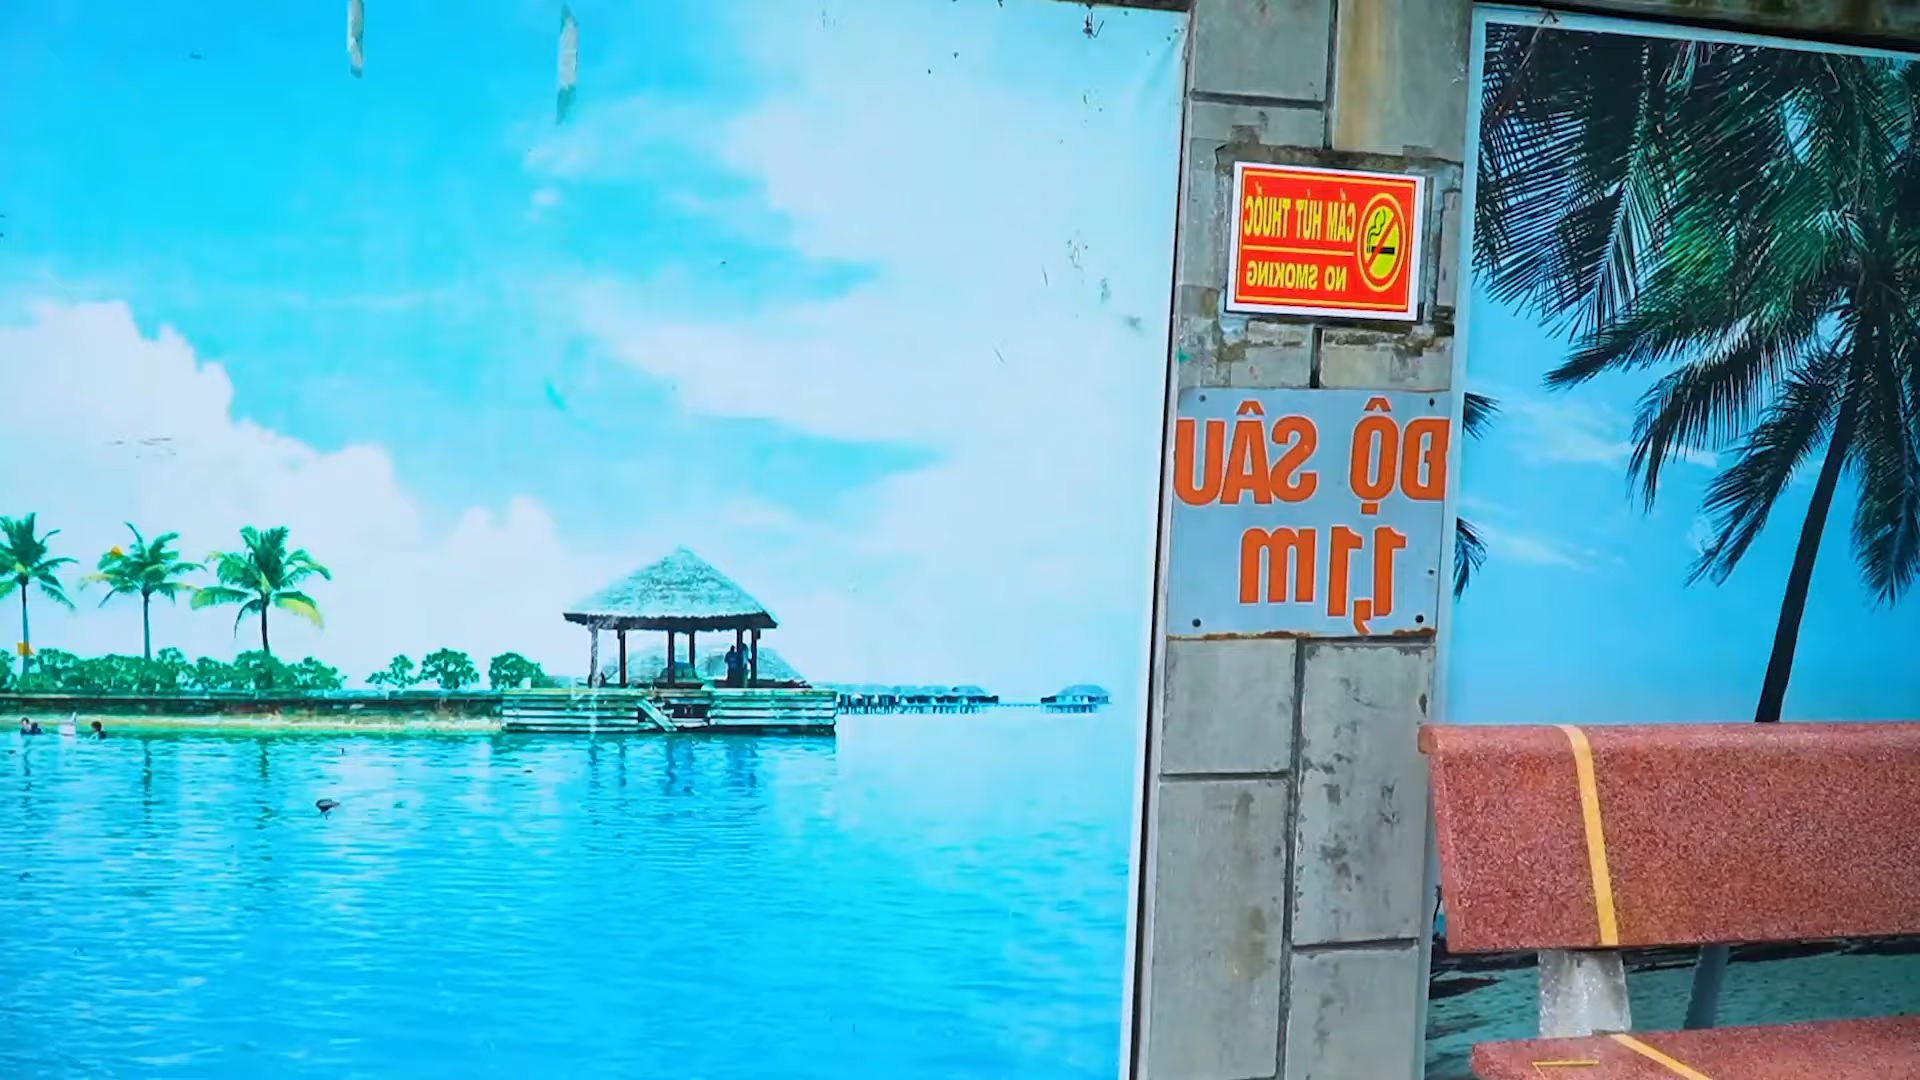 CẤM HÚT THUỐC
NO SMOKING
ĐỘ SÂU
1,1m